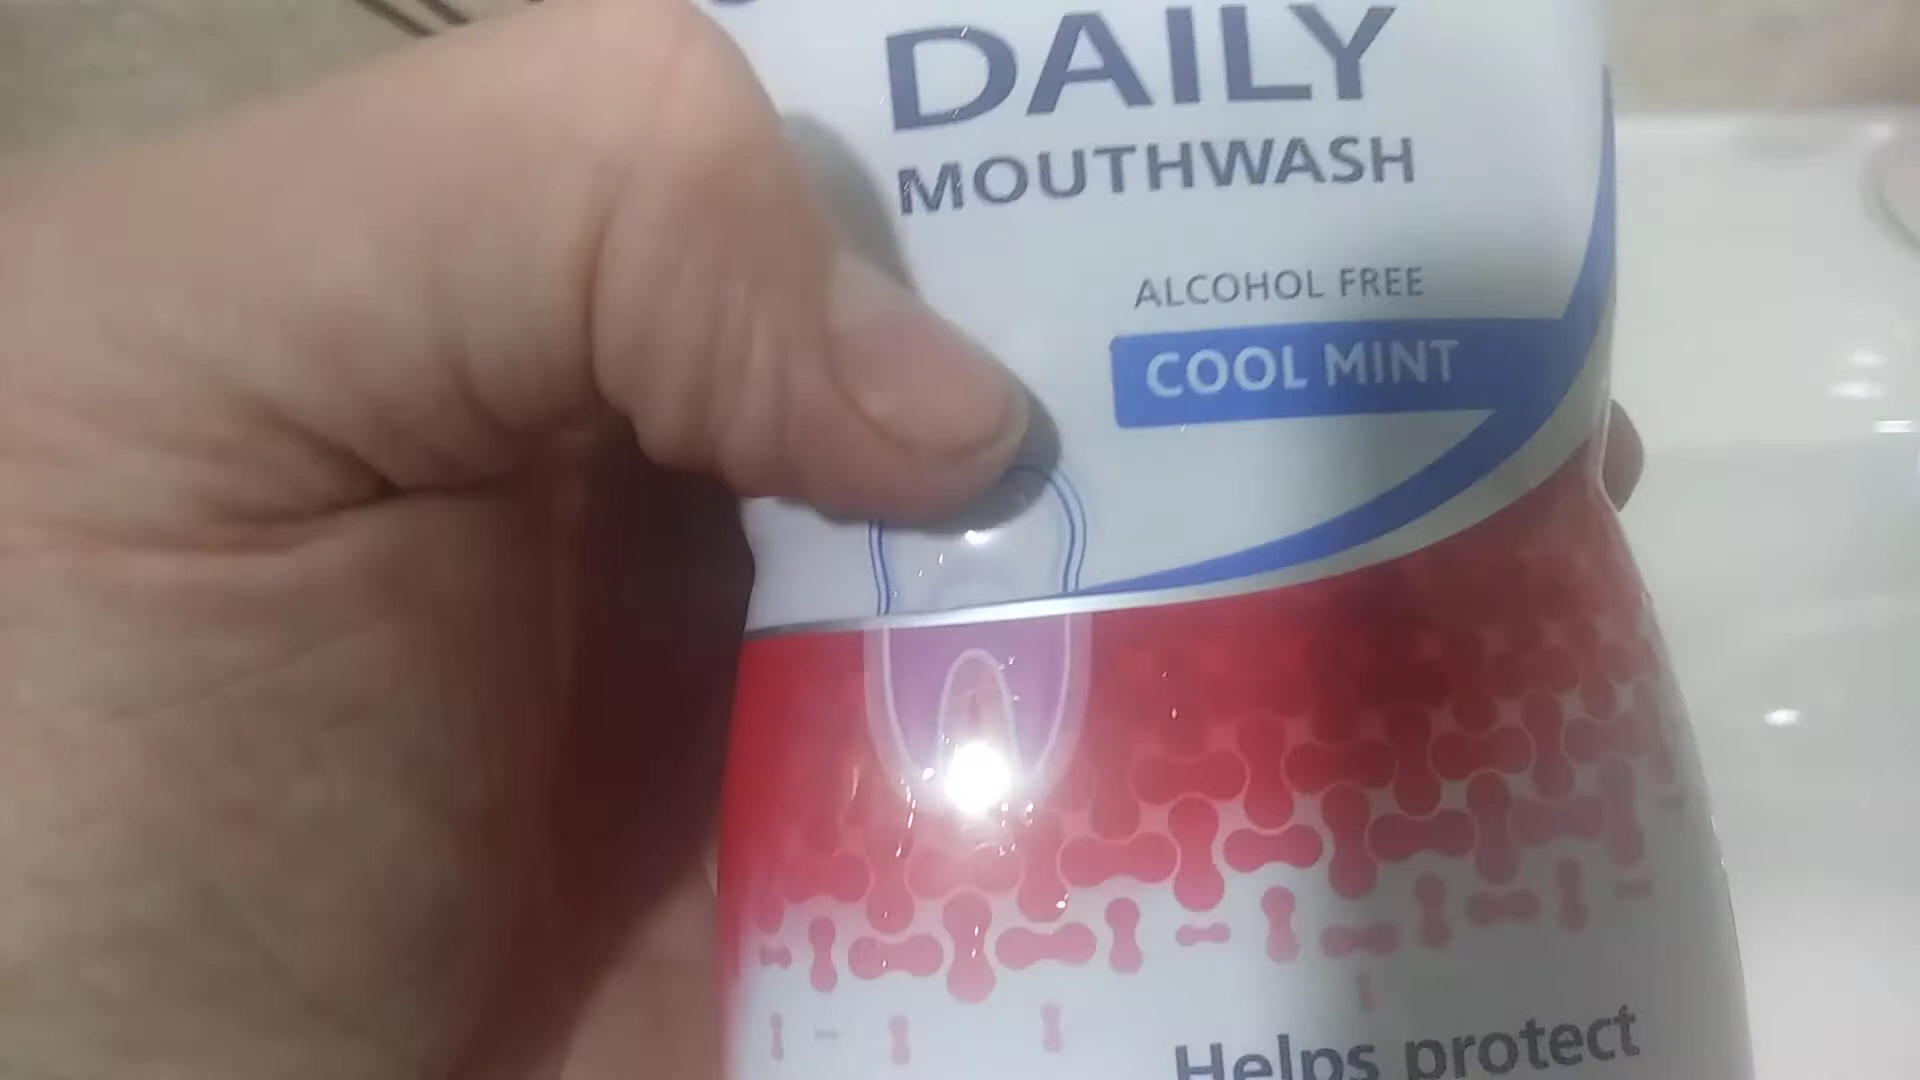 DAILY
MOUTHWASH
ALCOHOL FREE
COOL MINT
Helps protect